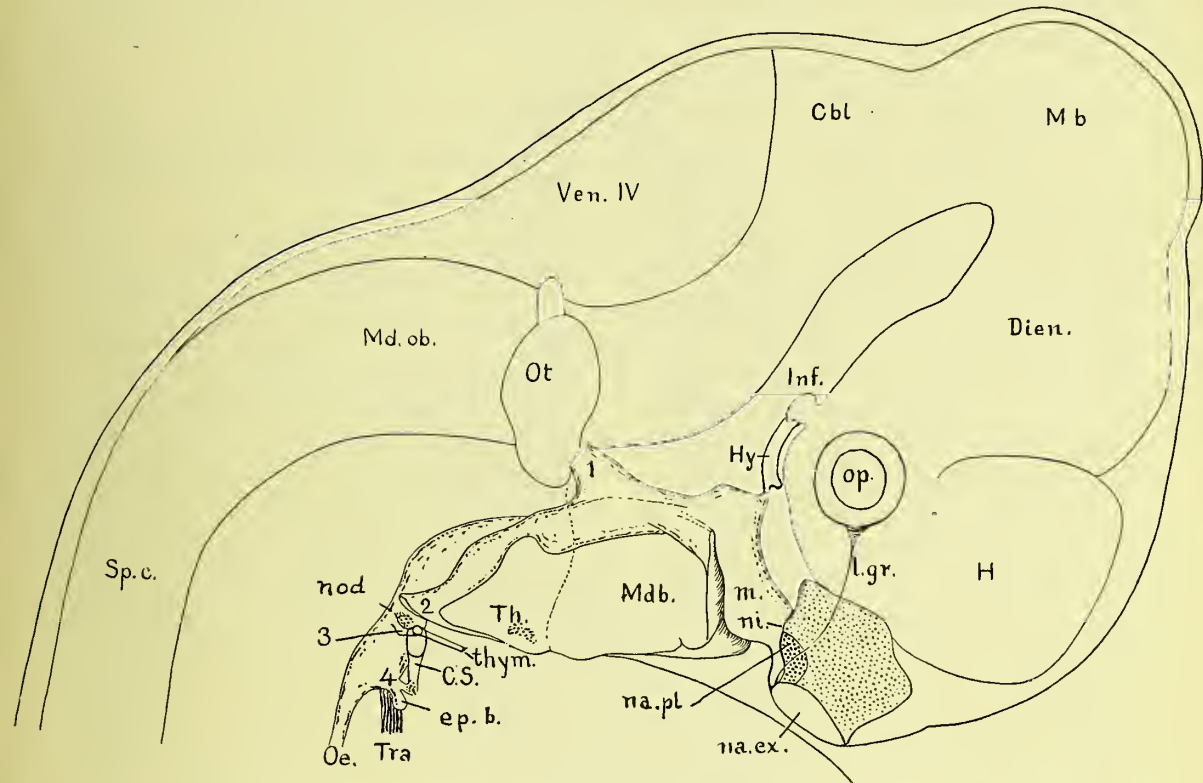 Cbl
M b
Ven. IV
Md. ob.
Ot
Dien.
Inf.
Hy
op.
1
Sp. c.
nod
2
Th.
Mdb.
m.
l.gr.
H
ni.
3
thym.
C.S.
4
ep. b.
na.pl
na.ex.
Oe.
Tra